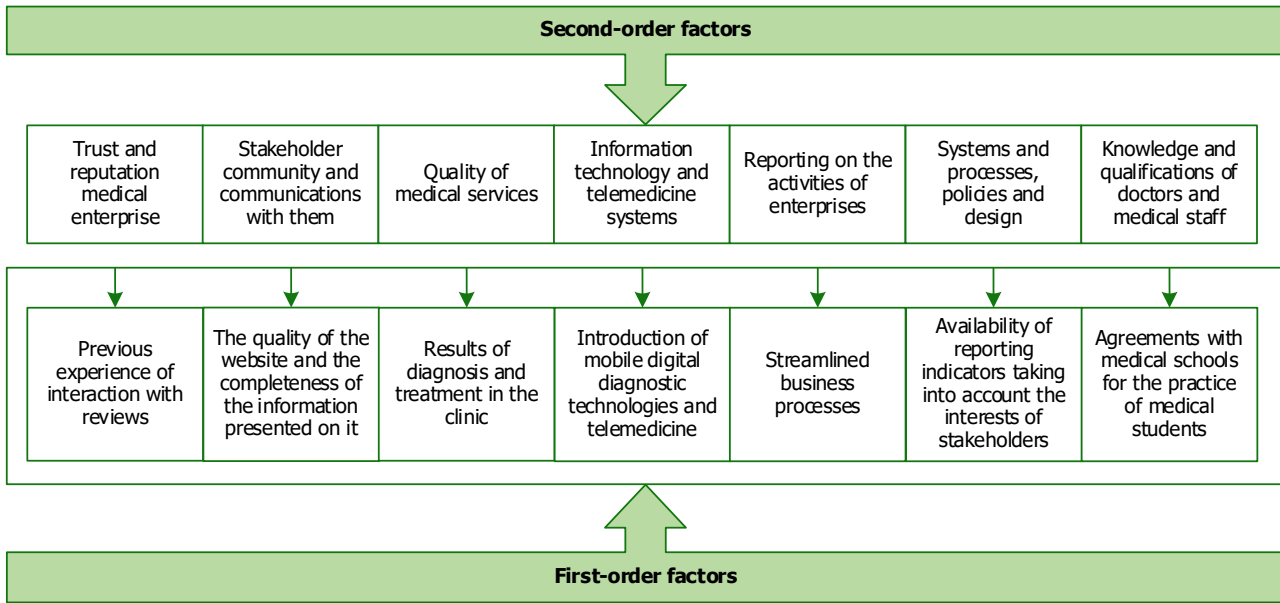 Second-order factors
Trust and
reputation
medical
enterprise
Stakeholder
community and
communications
with them
Quality of
medical services
Information
technology and
telemedicine
systems
Reporting on the
activities of
enterprises
Systems and
processes,
policies and
design
Knowledge and
qualifications of
doctors and
medical staff
Previous
experience of
interaction with
reviews
The quality of the
website and the
completeness of
the information
presented on it
Results of
diagnosis and
treatment in the
clinic
Introduction of
mobile digital
diagnostic
technologies and
telemedicine
Streamlined
business
processes
Availability of
reporting
indicators taking
into account the
interests of
stakeholders
Agreements with
medical schools
for the practice
of medical
students
First-order factors